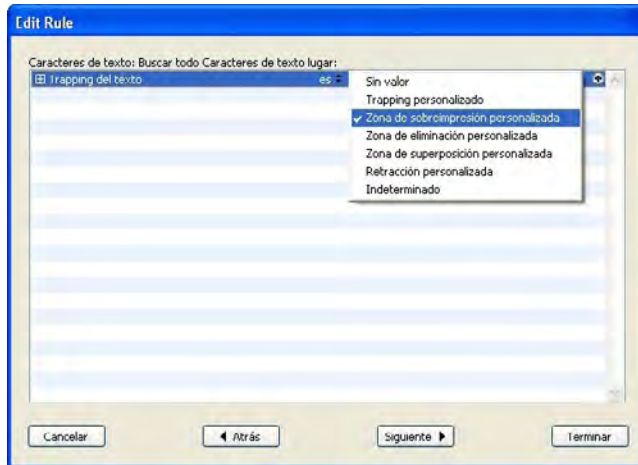 Edit Rule
Caracteres de texto: Buscar todo Caracteres de texto lugar:
Trapping del texto es
Sin valor
Trapping personalizado
Zona de sobreimpresión personalizada
Zona de eliminación personalizada
Zona de superposición personalizada
Retracción personalizada
Indeterminado
Cancelar Atrás Siguiente Terminar